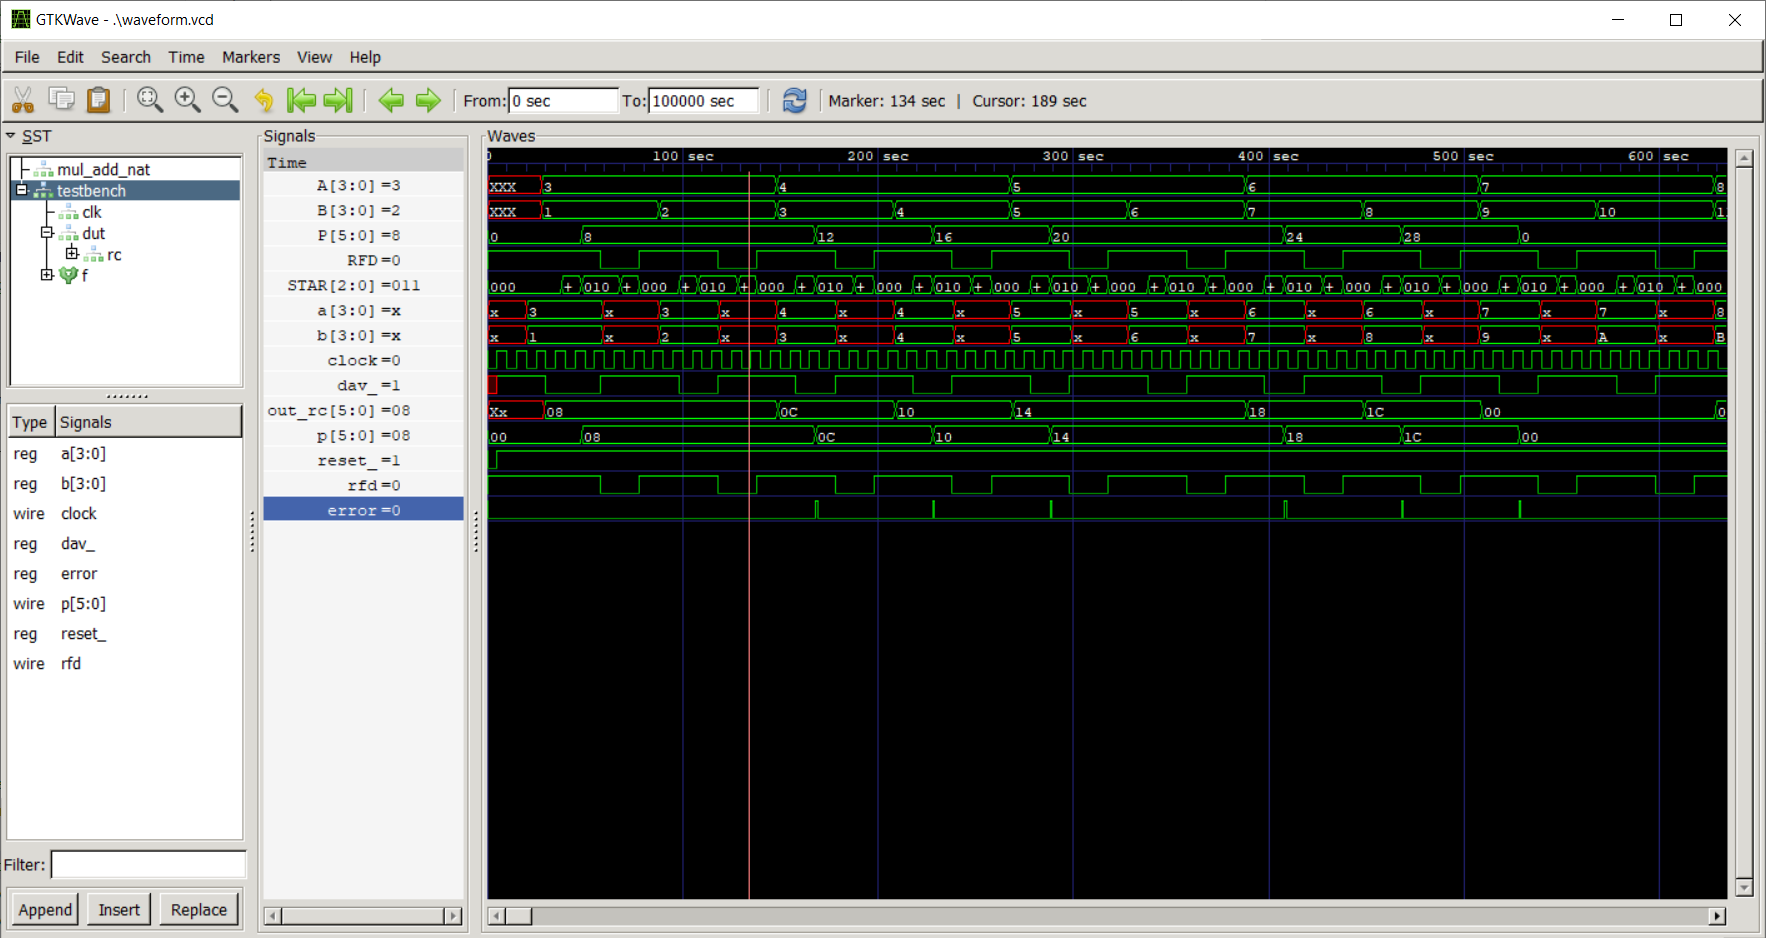 GTKWave - .\waveform.vcd
File Edit Search Time Markers View Help
From: 0 sec To: 100000 sec Marker: 134 sec | Cursor: 189 sec
SST
mul_add_nat
testbench
clk
dut
rc
f
Type Signals
reg a[3:0]
reg b[3:0]
wire clock
reg dav_
reg error
wire p[5:0]
reg reset_
wire rfd
Filter:
Append Insert Replace
Signals
Time
A[3:0] =3
B[3:0] =2
P[5:0] =8
RFD =0
STAR[2:0] =011
a[3:0] =x
b[3:0] =x
clock =0
dav_ =1
out_rc[5:0] =08
p[5:0] =08
reset_ =1
rfd =0
error =0
Waves
0 100 sec 200 sec 300 sec 400 sec 500 sec 600 sec
XXX 3 4 5 6 7 8
XXX 1 2 3 4 5 6 7 8 9 10 1
0 8 12 16 20 24 28 0
000 + 010 + 000 + 010 + 000 + 010 + 000 + 010 + 000 + 010 + 000 + 010 + 000 + 010 + 000 + 010 + 000 + 010 + 000 + 010 + 000
x 3 x 3 x 4 x 4 x 5 x 5 x 6 x 6 x 7 x 7 x 8
x 1 x 2 x 3 x 4 x 5 x 6 x 7 x 8 x 9 x A x B
Xx 08 0C 10 14 18 1C 00 0
00 08 0C 10 14 18 1C 00